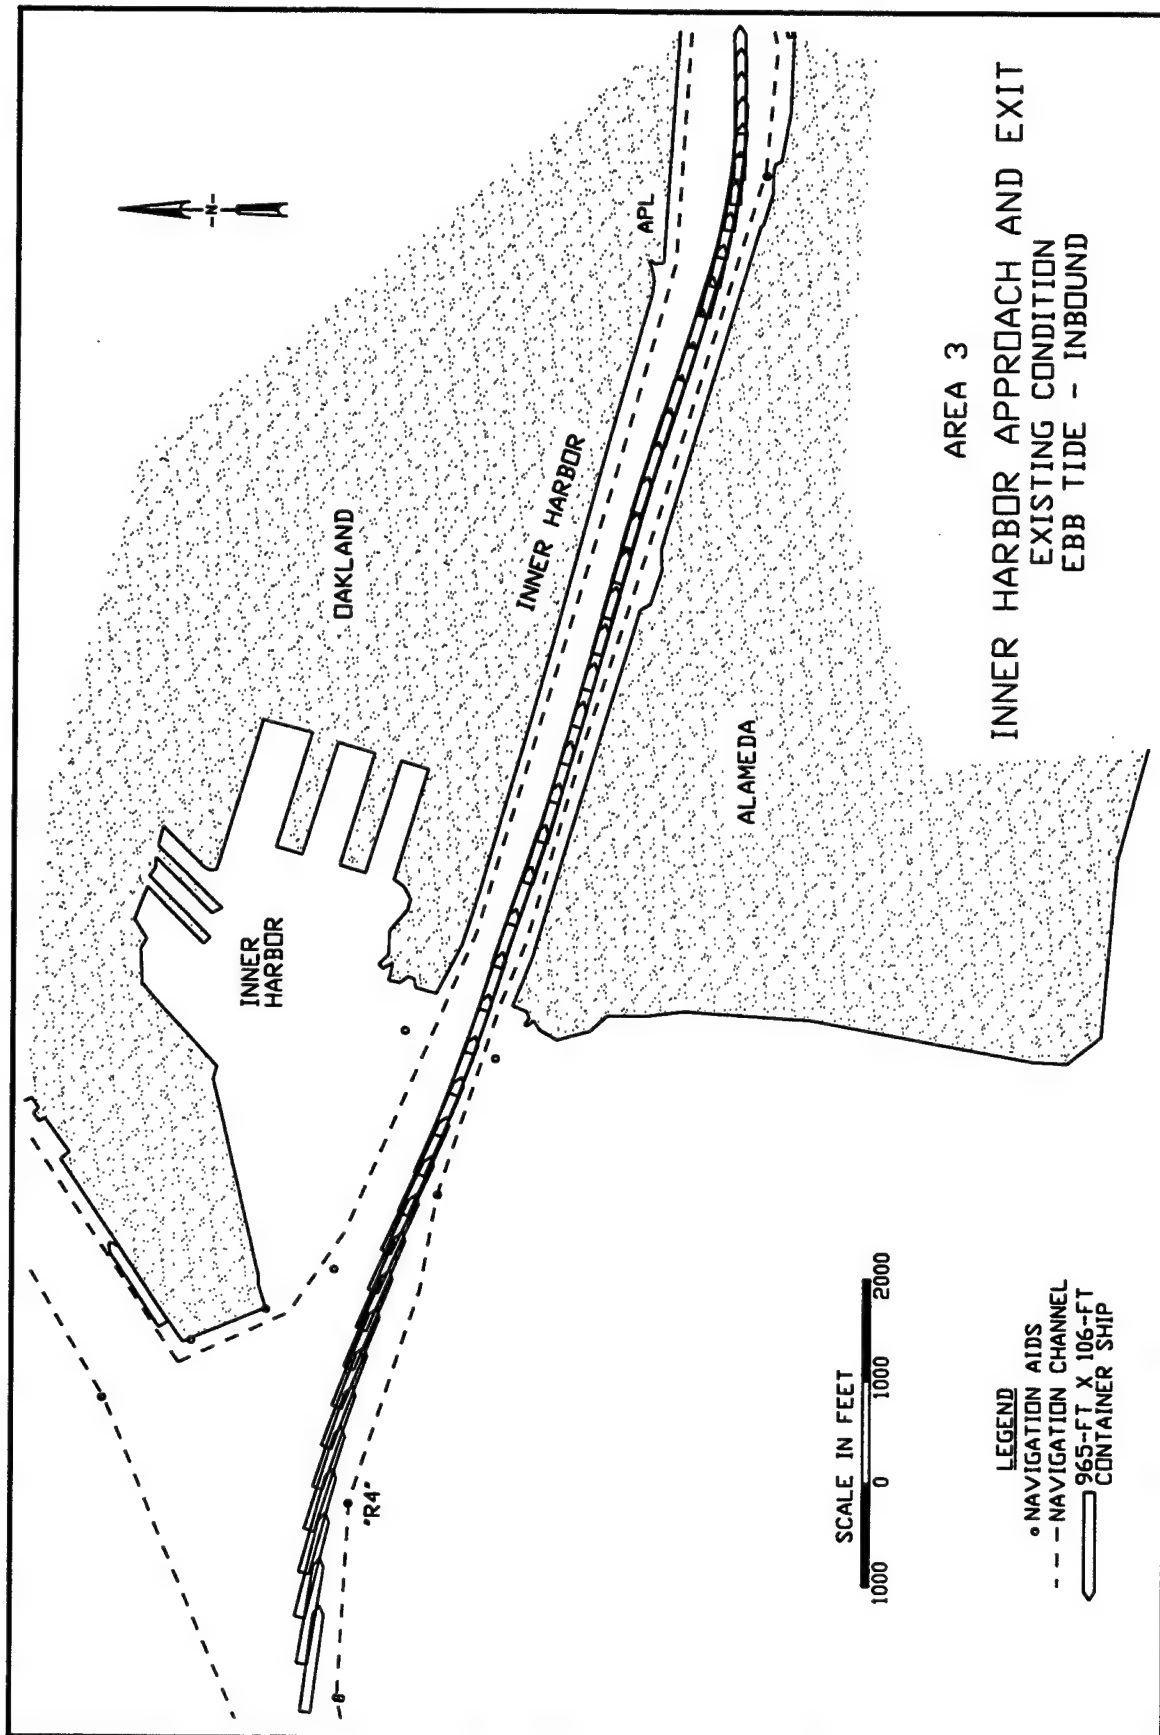 -N-
OAKLAND
APL
INNER
HARBOR
INNER HARBOR
ALAMEDA
"R4"
AREA 3
INNER HARBOR APPROACH AND EXIT
EXISTING CONDITION
EBB TIDE - INBOUND
SCALE IN FEET
1000 0 1000 2000
LEGEND
NAVIGATION AIDS
NAVIGATION CHANNEL
965-FT X 106-FT
CONTAINER SHIP